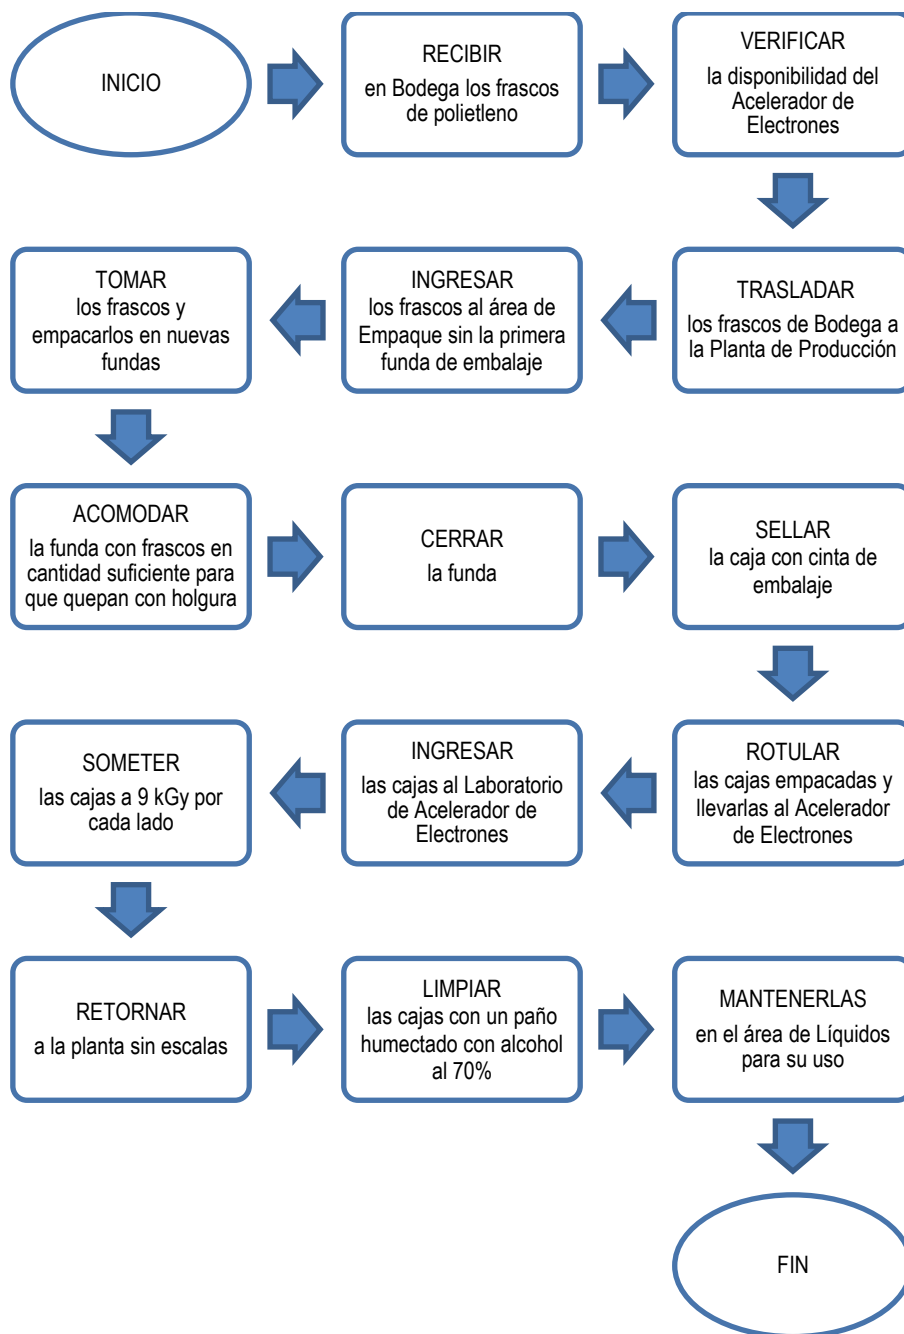 INICIO
RECIBIR
en Bodega los frascos
de polietleno
VERIFICAR
la disponibilidad del
Acelerador de
Electrones
TRASLADAR
los frascos de Bodega a
la Planta de Producción
INGRESAR
los frascos al área de
Empaque sin la primera
funda de embalaje
TOMAR
los frascos y
empacarlos en nuevas
fundas
ACOMODAR
la funda con frascos en
cantidad suficiente para
que quepan con holgura
CERRAR
la funda
SELLAR
la caja con cinta de
embalaje
ROTULAR
las cajas empacadas y
llevarlas al Acelerador
de Electrones
INGRESAR
las cajas al Laboratorio
de Acelerador de
Electrones
SOMETER
las cajas a 9 kGy por
cada lado
RETORNAR
a la planta sin escalas
LIMPIAR
las cajas con un paño
humectado con alcohol
al 70%
MANTENERLAS
en el área de Líquidos
para su uso
FIN